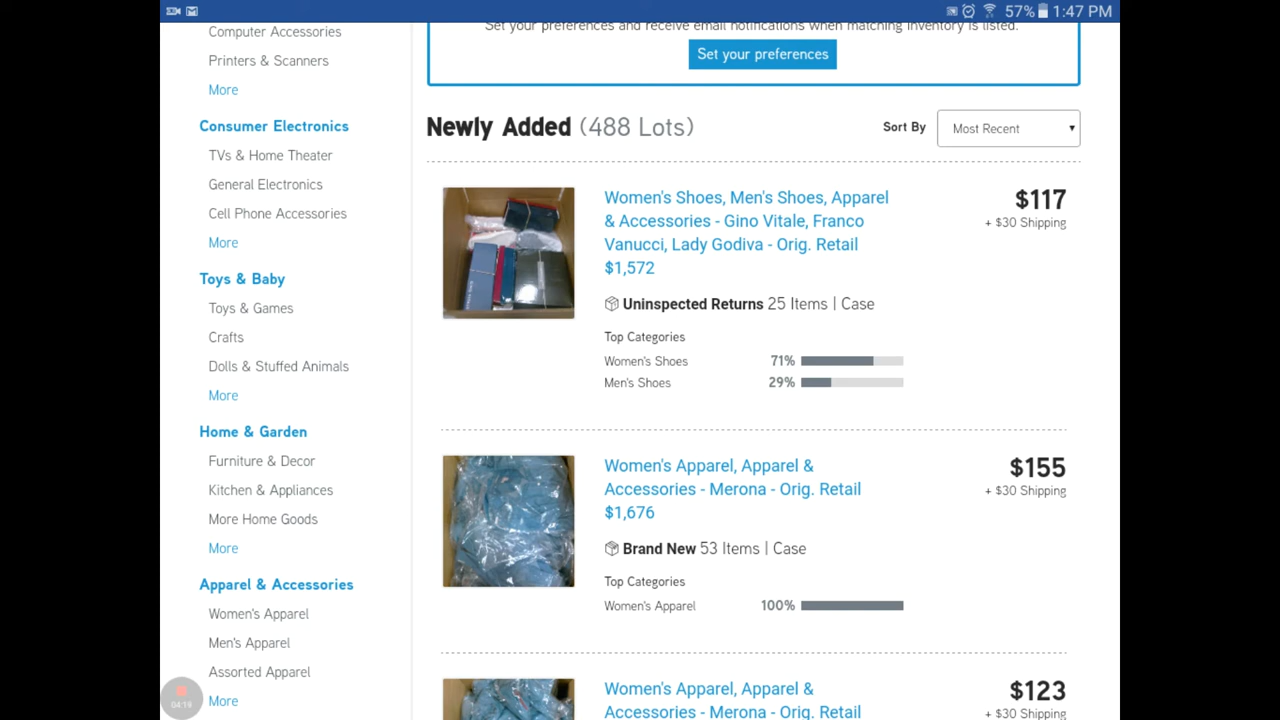 57% 1:47 PM
Computer Accessories
Printers & Scanners
More
Consumer Electronics
TVs & Home Theater
General Electronics
Cell Phone Accessories
More
Toys & Baby
Toys & Games
Crafts
Dolls & Stuffed Animals
More
Home & Garden
Furniture & Decor
Kitchen & Appliances
More Home Goods
More
Apparel & Accessories
Women's Apparel
Men's Apparel
Assorted Apparel
More
04:19
Set your preferences and receive email notifications when matching inventory is listed.
Set your preferences
Newly Added (488 Lots)
Sort By Most Recent
Women's Shoes, Men's Shoes, Apparel
& Accessories - Gino Vitale, Franco
Vanucci, Lady Godiva - Orig. Retail
$1,572
$117
+ $30 Shipping
Uninspected Returns 25 Items | Case
Top Categories
Women's Shoes 71%
Men's Shoes 29%
Women's Apparel, Apparel &
Accessories - Merona - Orig. Retail
$1,676
$155
+ $30 Shipping
Brand New 53 Items | Case
Top Categories
Women's Apparel 100%
Women's Apparel, Apparel &
Accessories - Merona - Orig. Retail
$123
+ $30 Shipping